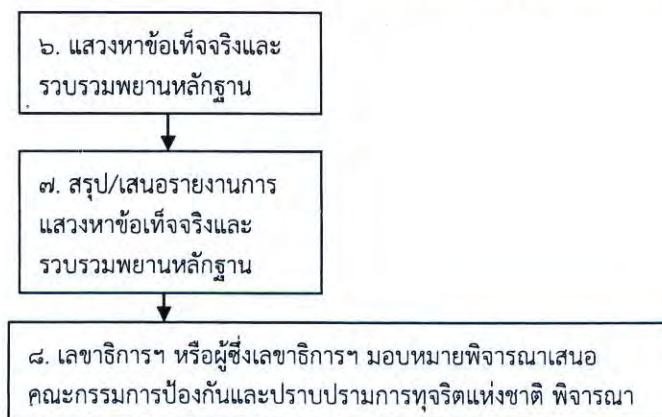 ๖. แสวงหาข้อเท็จจริงและ
รวบรวมพยานหลักฐาน
๗. สรุป/เสนอรายงานการ
แสวงหาข้อเท็จจริงและ
รวบรวมพยานหลักฐาน
๘. เลขาธิการฯ หรือผู้ซึ่งเลขาธิการฯ มอบหมายพิจารณาเสนอ
คณะกรรมการป้องกันและปราบปรามการทุจริตแห่งชาติ พิจารณา